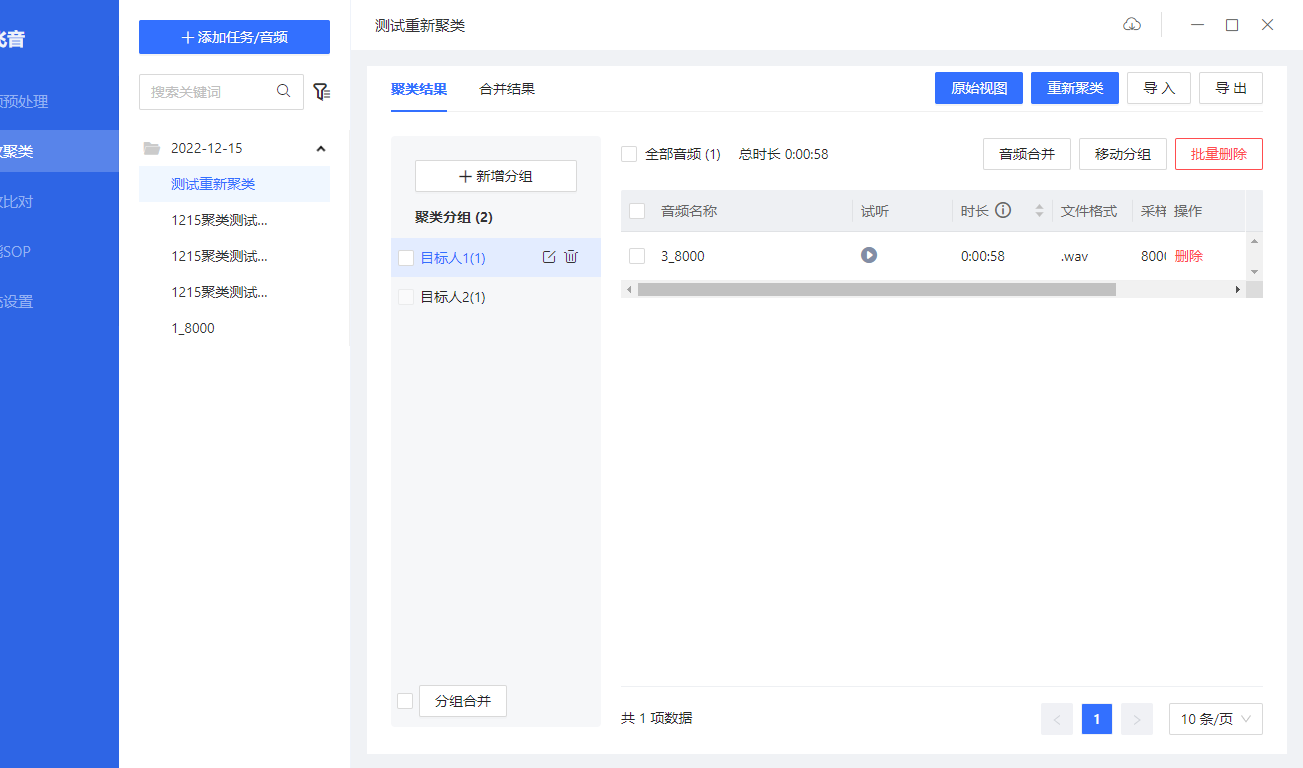 飞音
预处理
聚类
比对
SOP
设置
添加任务/音频
搜索关键词
2022-12-15
测试重新聚类
1215聚类测试...
1215聚类测试...
1215聚类测试...
1_8000
测试重新聚类
聚类结果 合并结果
原始视图 重新聚类 导入 导出
新增分组
聚类分组 (2)
目标人1(1)
目标人2(1)
分组合并
全部音频 (1) 总时长 0:00:58
音频合并 移动分组 批量删除
音频名称 试听 时长 文件格式 采样 操作
3_8000 0:00:58 .wav 800 删除
共 1 项数据
< 1 > 10 条/页